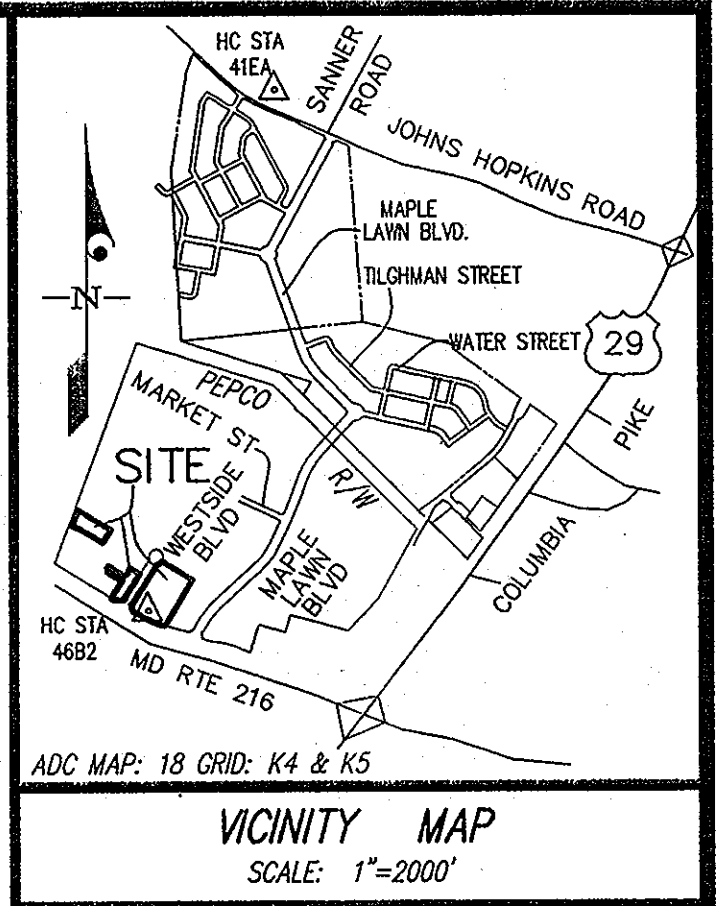 HC STA
41EA
SANNER
ROAD
JOHNS HOPKINS ROAD
MAPLE
LAWN BLVD.
TILGHMAN STREET
N
WATER STREET
29
PEPCO
R/W
MARKET ST
PIKE
SITE
WESTSIDE
BLVD
MAPLE
LAWN
BLVD
COLUMBIA
HC STA
46B2
MD RTE 216
ADC MAP: 18 GRID: K4 & K5
VICINITY MAP
SCALE: 1"=2000'